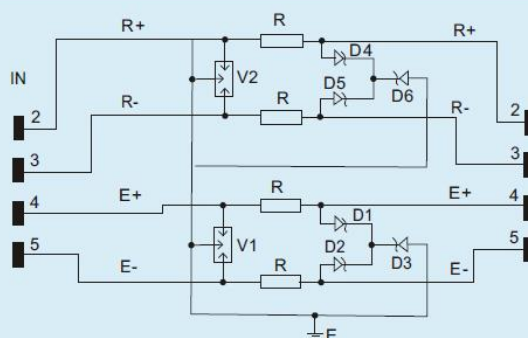 R+ R+
R D4
IN V2
D5
2 R- R D6 R- 2
3 3
4 E+ R E+ 4
D1
5 V1 D2 5
E- R D3 E-
E